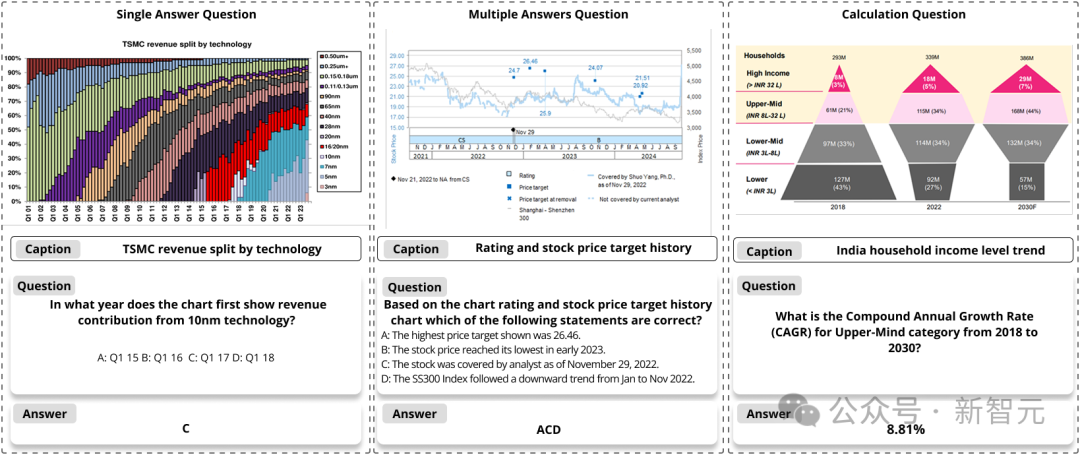 Single Answer Question
TSMC revenue split by technology
100%
90%
80%
70%
60%
50%
40%
30%
20%
10%
0%
Q1 01
Q1 02
Q1 03
Q1 04
Q1 05
Q1 06
Q1 07
Q1 08
Q1 09
Q1 10
Q1 11
Q1 12
Q1 13
Q1 14
Q1 15
Q1 16
Q1 17
Q1 18
Q1 19
Q1 20
Q1 21
Q1 22
Q1 23
0.50um+
0.25um+
0.15/0.18um
0.11/0.13um
90nm
65nm
40nm
28nm
20nm
16/20nm
10nm
7nm
5nm
3nm
Caption
TSMC revenue split by technology
Question
In what year does the chart first show revenue
contribution from 10nm technology?
A: Q1 15 B: Q1 16 C: Q1 17 D: Q1 18
Answer
C
Multiple Answers Question
29.00
27.00
25.00
23.00
21.00
19.00
17.00
15.00
Stock Price
24.7
26.46
25.9
24.07
21.51
20.92
5,500
5,000
4,500
4,000
3,500
3,000
Index Price
Nov 29
CS
B
N D J F M A M J J A S O N D J F M A M J J A S O N D J F M A M J J A S
2021
2022
2023
2024
Nov 21, 2022 to NA from CS
Rating
Price target
Price target at removal
Shanghai - Shenzhen
300
Covered by Shuo Yang, Ph.D.,
as of Nov 29, 2022
Not covered by current analyst
Caption
Rating and stock price target history
Question
Based on the chart rating and stock price target history
chart which of the following statements are correct?
A: The highest price target shown was 26.46.
B: The stock price reached its lowest in early 2023.
C: The stock was covered by analyst as of November 29, 2022.
D: The SS300 Index followed a downward trend from Jan to Nov 2022.
Answer
ACD
Calculation Question
Households
293M
339M
386M
High Income
(> INR 32 L)
(3%)
18M
(5%)
29M
(7%)
Upper-Mid
(INR 8L-32 L)
61M (21%)
115M (34%)
168M (44%)
Lower-Mid
(INR 3L-8L)
97M (33%)
114M (34%)
132M (34%)
Lower
(< INR 3L)
127M
(43%)
92M
(27%)
57M
(15%)
2018
2022
2030F
Caption
India household income level trend
Question
What is the Compound Annual Growth Rate
(CAGR) for Upper-Mind category from 2018 to
2030?
Answer
8.81%
公众号 · 新智元